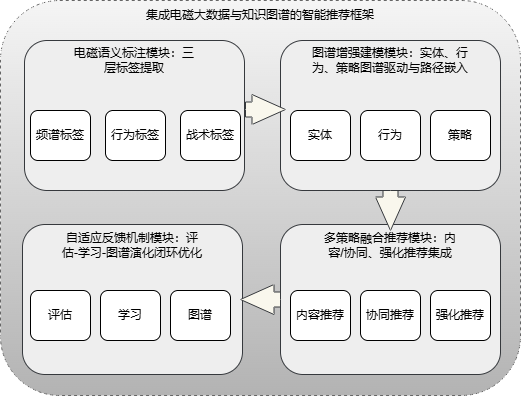 集成电磁大数据与知识图谱的智能推荐框架
电磁语义标注模块：三
层标签提取
频谱标签
行为标签
战术标签
图谱增强建模模块：实体、行
为、策略图谱驱动与路径嵌入
实体
行为
策略
自适应反馈机制模块：评
估-学习-图谱演化闭环优化
评估
学习
图谱
多策略融合推荐模块：内
容/协同、强化推荐集成
内容推荐
协同推荐
强化推荐